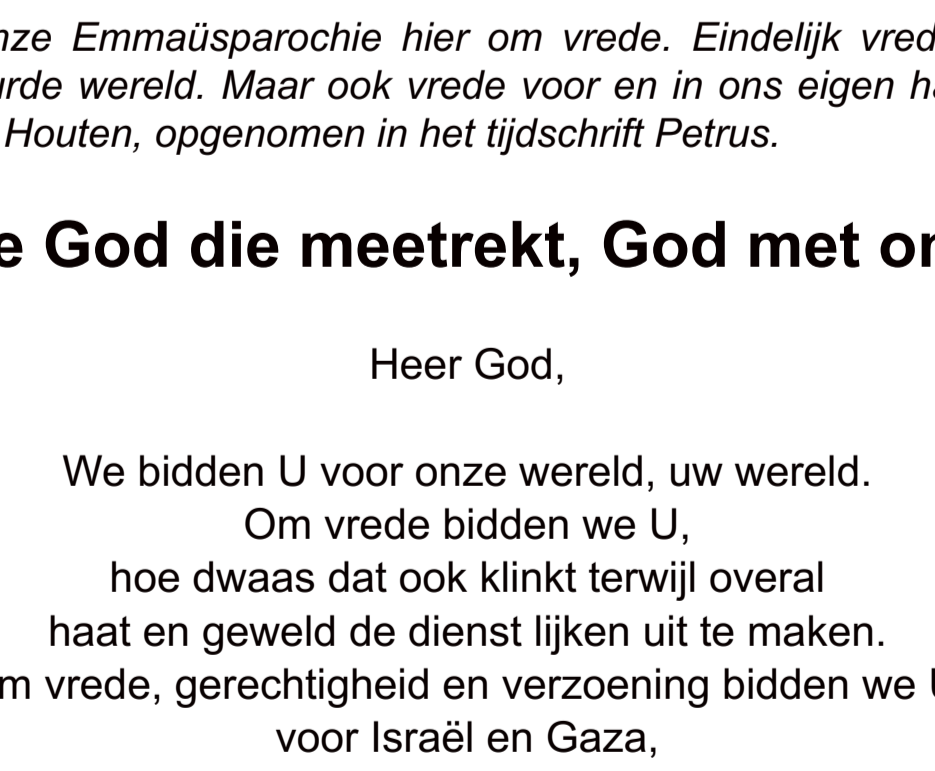 nze Emmaüsparochie hier om vrede. Eindelijk vred
urde wereld. Maar ook vrede voor en in ons eigen ha
Houten, opgenomen in het tijdschrift Petrus.
e God die meetrekt, God met on
Heer God,
We bidden U voor onze wereld, uw wereld.
Om vrede bidden we U,
hoe dwaas dat ook klinkt terwijl overal
haat en geweld de dienst lijken uit te maken.
m vrede, gerechtigheid en verzoening bidden we U
voor Israël en Gaza,